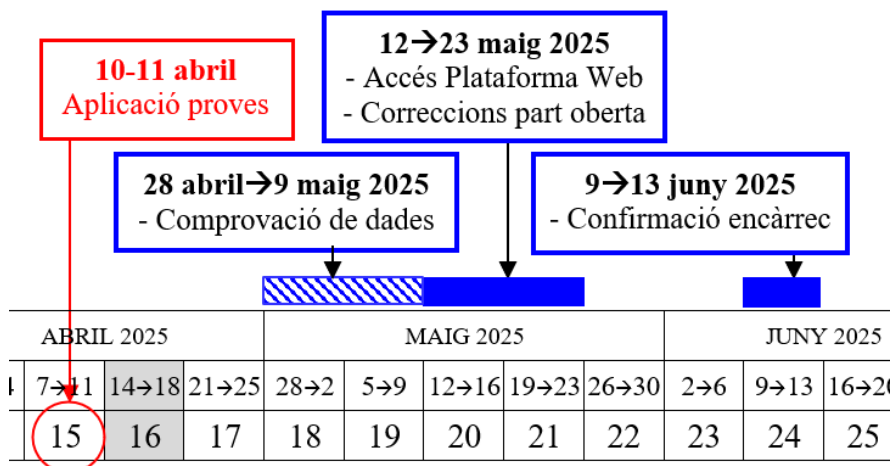 10-11 abril
Aplicació proves
12→23 maig 2025
- Accés Plataforma Web
- Correccions part oberta
28 abril→9 maig 2025
- Comprovació de dades
9→13 juny 2025
- Confirmació encàrrec
ABRIL 2025 MAIG 2025 JUNY 2025
7→11 14→18 21→25 28→2 5→9 12→16 19→23 26→30 2→6 9→13
15 16 17 18 19 20 21 22 23 24 25